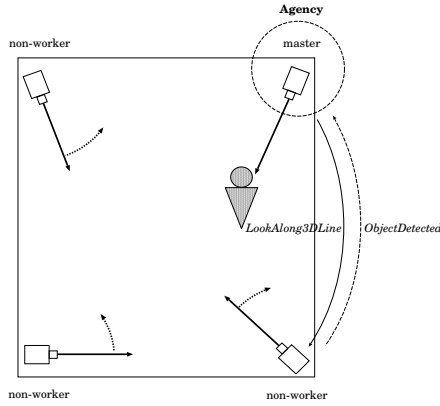 Agency
non-worker
master
LookAlong3DLine
ObjectDetected
non-worker
non-worker